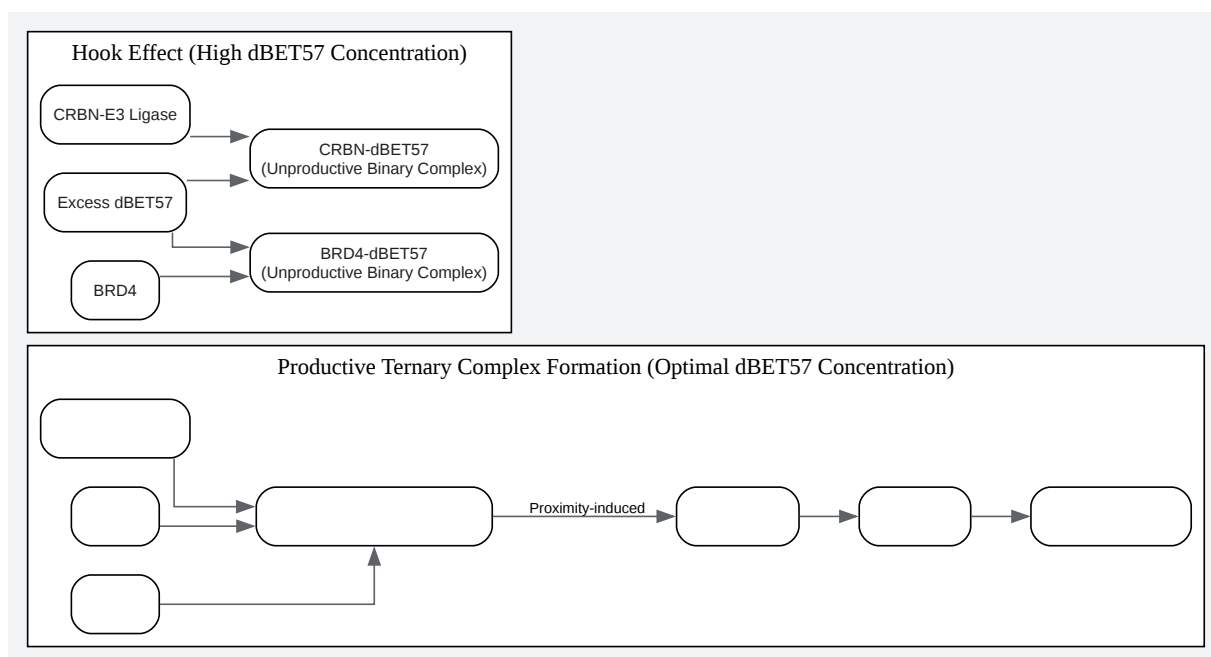 Hook Effect (High dBET57 Concentration)
CRBN-E3 Ligase
CRBN-dBET57
(Unproductive Binary Complex)
Excess dBET57
BRD4-dBET57
(Unproductive Binary Complex)
BRD4
Productive Ternary Complex Formation (Optimal dBET57 Concentration)
Proximity-induced